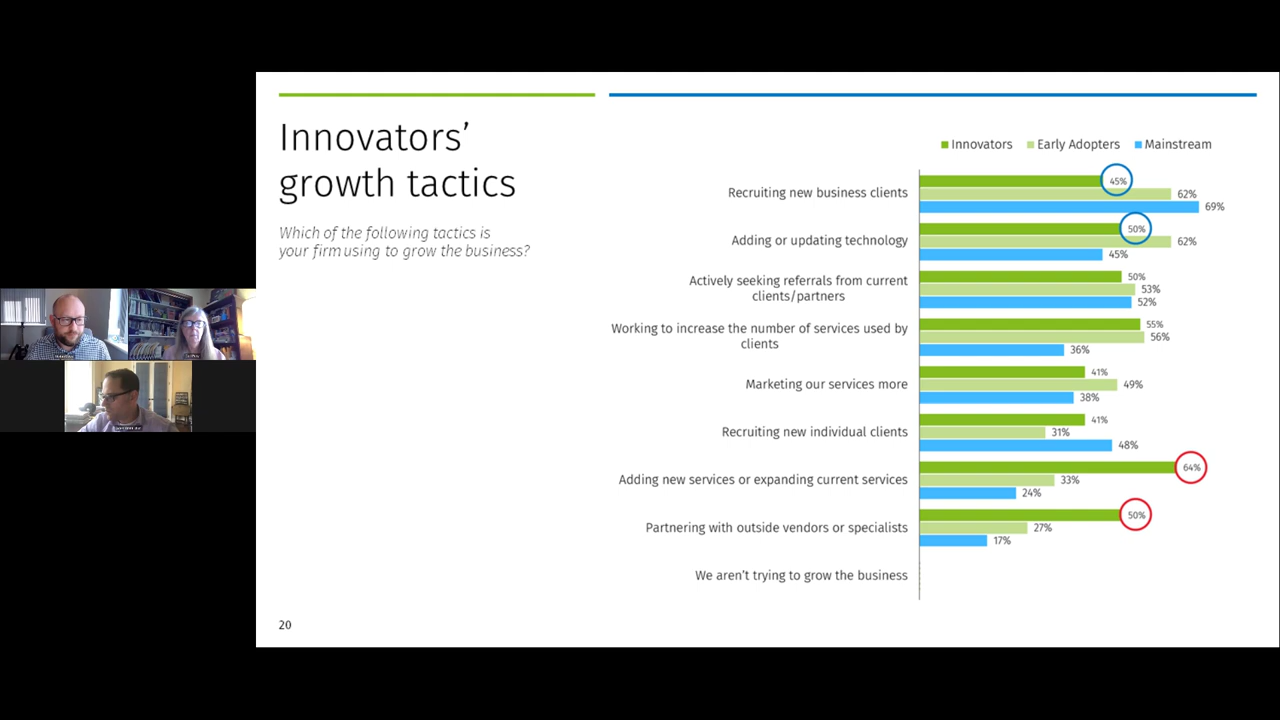 Innovators’
growth tactics
Which of the following tactics is
your firm using to grow the business?
Innovators
Early Adopters
Mainstream
Recruiting new business clients
45%
62%
69%
Adding or updating technology
50%
62%
45%
Actively seeking referrals from current
clients/partners
50%
53%
52%
Working to increase the number of services used by
clients
55%
56%
36%
Marketing our services more
41%
49%
38%
Recruiting new individual clients
41%
31%
48%
Adding new services or expanding current services
64%
33%
24%
Partnering with outside vendors or specialists
50%
27%
17%
We aren’t trying to grow the business
20